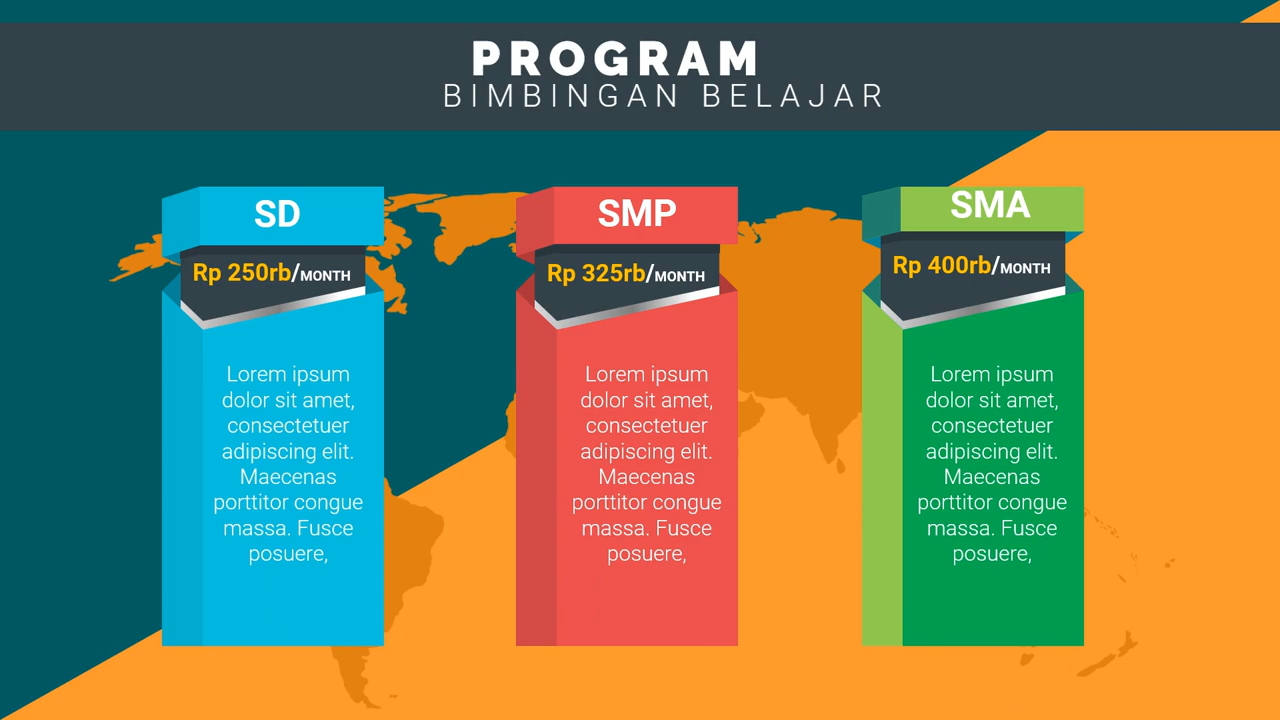 PROGRAM
BIMBINGAN BELAJAR
SD
Rp 250rb/MONTH
Lorem ipsum
dolor sit amet,
consectetuer
adipiscing elit.
Maecenas
porttitor congue
massa. Fusce
posuere,
SMP
Rp 325rb/MONTH
Lorem ipsum
dolor sit amet,
consectetuer
adipiscing elit.
Maecenas
porttitor congue
massa. Fusce
posuere,
SMA
Rp 400rb/MONTH
Lorem ipsum
dolor sit amet,
consectetuer
adipiscing elit.
Maecenas
porttitor congue
massa. Fusce
posuere,